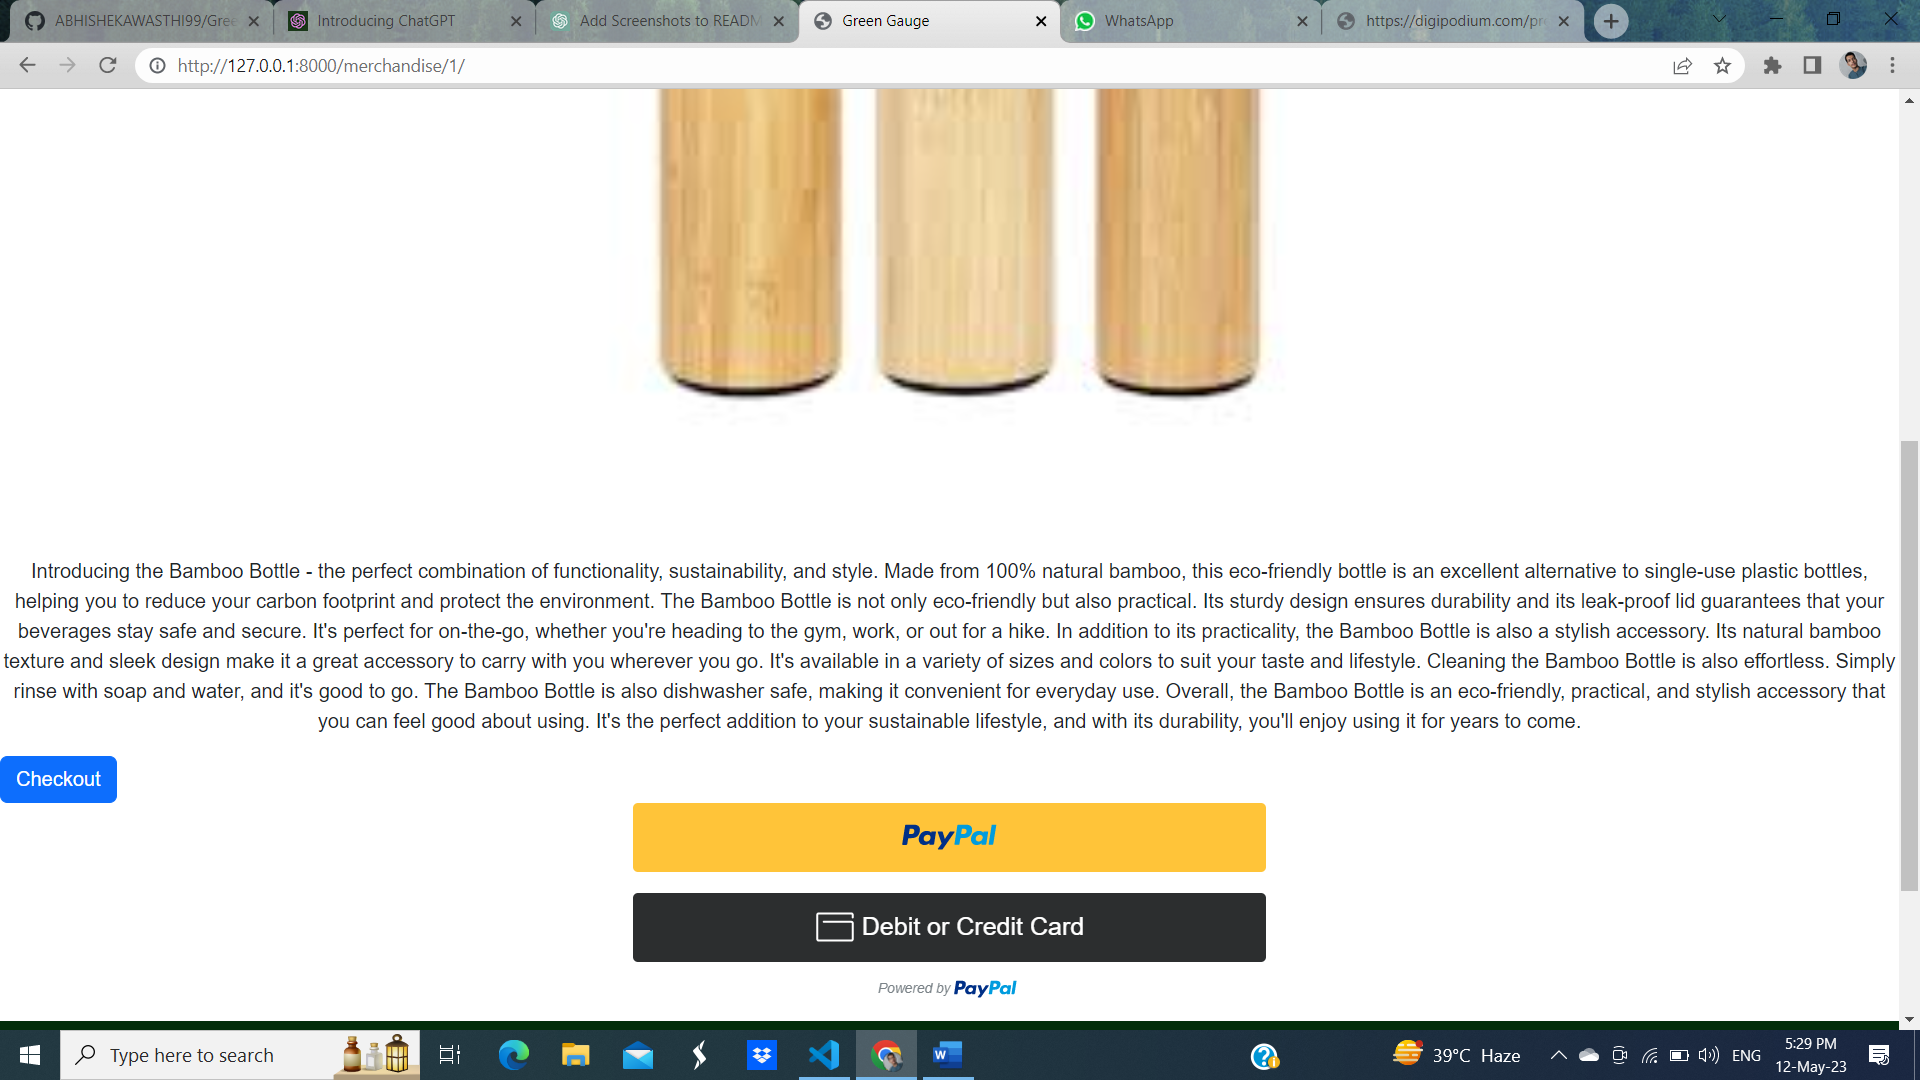 ABHISHEKAWASTHI99/Gree
Introducing ChatGPT
Add Screenshots to READM
Green Gauge
WhatsApp
https://digipodium.com/pr
http://127.0.0.1:8000/merchandise/1/
Introducing the Bamboo Bottle - the perfect combination of functionality, sustainability, and style. Made from 100% natural bamboo, this eco-friendly bottle is an excellent alternative to single-use plastic bottles,
helping you to reduce your carbon footprint and protect the environment. The Bamboo Bottle is not only eco-friendly but also practical. Its sturdy design ensures durability and its leak-proof lid guarantees that your
beverages stay safe and secure. It's perfect for on-the-go, whether you're heading to the gym, work, or out for a hike. In addition to its practicality, the Bamboo Bottle is also a stylish accessory. Its natural bamboo
texture and sleek design make it a great accessory to carry with you wherever you go. It's available in a variety of sizes and colors to suit your taste and lifestyle. Cleaning the Bamboo Bottle is also effortless. Simply
rinse with soap and water, and it's good to go. The Bamboo Bottle is also dishwasher safe, making it convenient for everyday use. Overall, the Bamboo Bottle is an eco-friendly, practical, and stylish accessory that
you can feel good about using. It's the perfect addition to your sustainable lifestyle, and with its durability, you'll enjoy using it for years to come.
Checkout
PayPal
Debit or Credit Card
Powered by PayPal
Type here to search
39°C Haze
ENG
5:29 PM
12-May-23